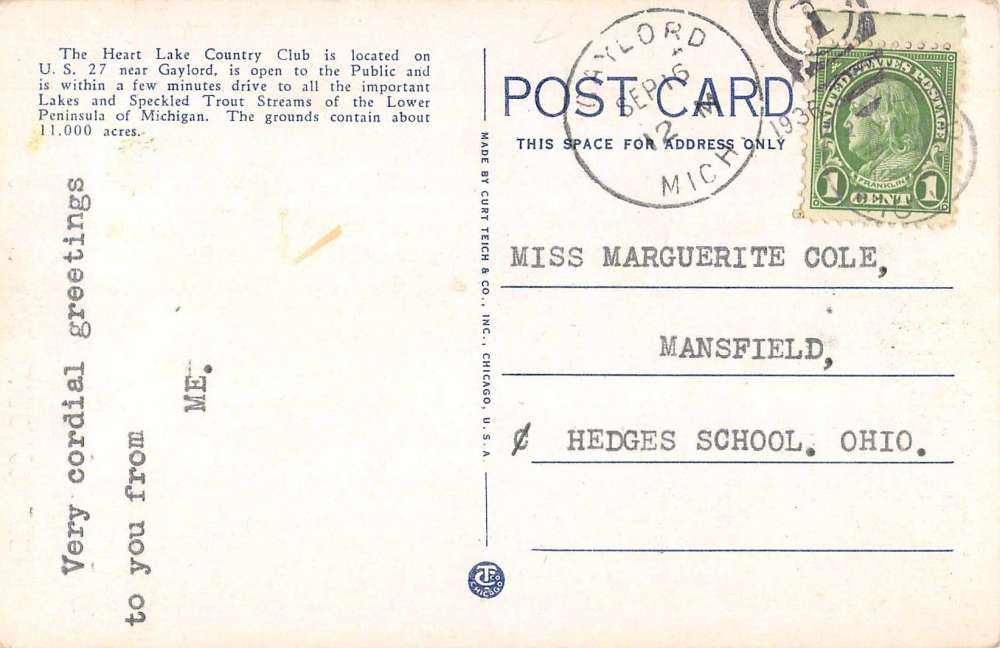 The Heart Lake Country Club is located on
U. S. 27 near Gaylord, is open to the Public and
is within a few minutes drive to all the important
Lakes and Speckled Trout Streams of the Lower
Peninsula of Michigan. The grounds contain about
11,000 acres.
Very cordial greetings
to you from
ME.
MADE BY CURT TEICH & CO., INC., CHICAGO, U. S. A.
CTCO
CHICAGO
POST CARD
THIS SPACE FOR ADDRESS ONLY
GAYLORD
SEP 16
12 M
1936
MICH
1
UNITED STATES POSTAGE
FRANKLIN
1 CENT 1
MISS MARGUERITE COLE,
MANSFIELD,
¢ HEDGES SCHOOL. OHIO.